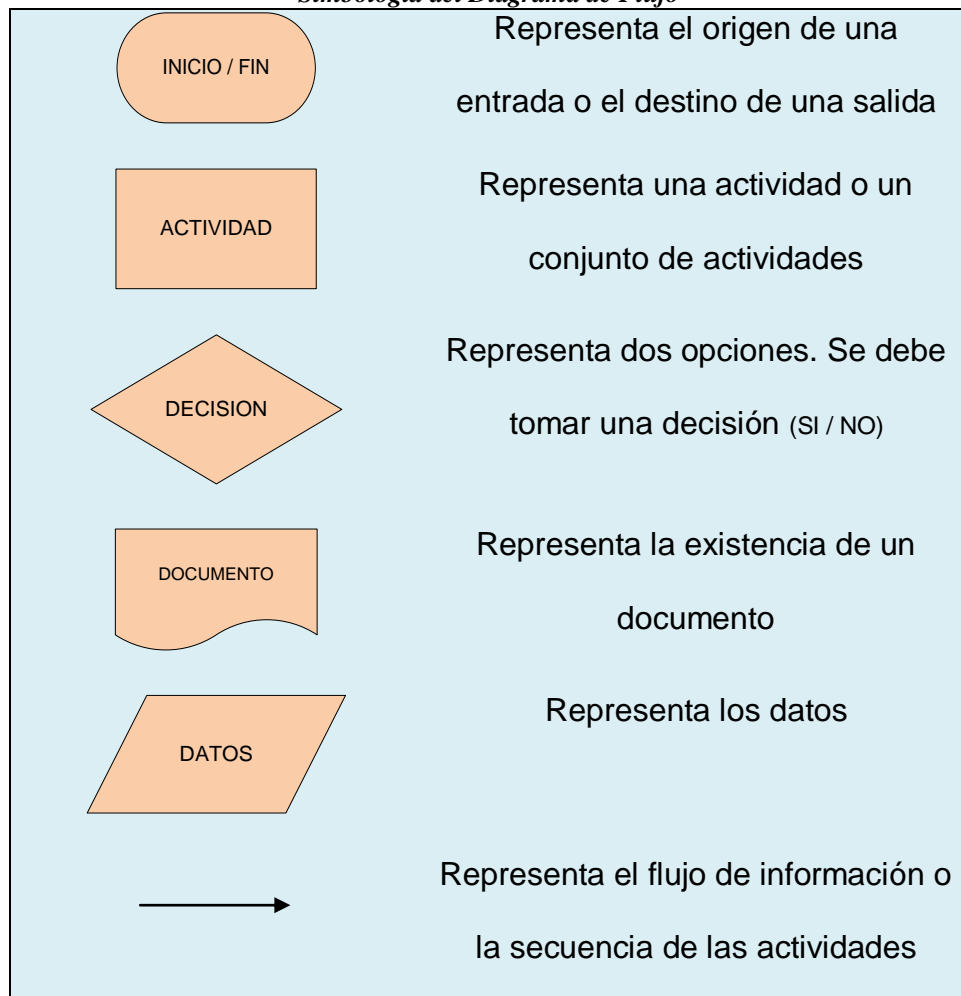 Simbología del Diagrama de Flujo
INICIO / FIN
Representa el origen de una
entrada o el destino de una salida
ACTIVIDAD
Representa una actividad o un
conjunto de actividades
DECISION
Representa dos opciones. Se debe
tomar una decisión (SI / NO)
DOCUMENTO
Representa la existencia de un
documento
DATOS
Representa los datos
Representa el flujo de información o
la secuencia de las actividades